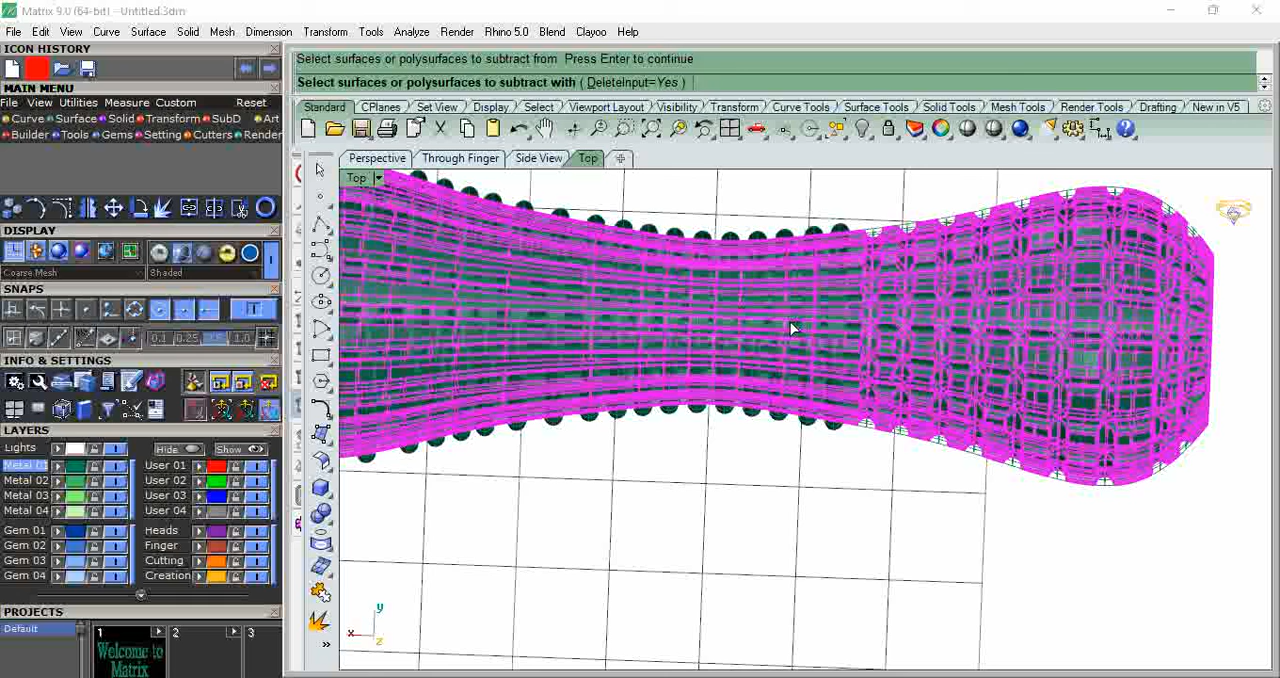 Matrix 9.0 (64-bit) - Untitled.3dm
File Edit View Curve Surface Solid Mesh Dimension Transform Tools Analyze Render Rhino 5.0 Blend Clayoo Help
ICON HISTORY
Select surfaces or polysurfaces to subtract from  Press Enter to continue
Select surfaces or polysurfaces to subtract with ( DeleteInput=Yes )
MAIN MENU
File View Utilities Measure Custom Reset
Curve Surface Solid Transform SubD Art
Builder Tools Gems Setting Cutters Render
Standard CPlanes Set View Display Select Viewport Layout Visibility Transform Curve Tools Surface Tools Solid Tools Mesh Tools Render Tools Drafting New in V5
Perspective Through Finger Side View Top
Top
DISPLAY
Coarse Mesh Shaded
SNAPS
0.1 0.25 1.0
INFO & SETTINGS
LAYERS
Lights Hide Show
Metal 01 User 01
Metal 02 User 02
Metal 03 User 03
Metal 04 User 04
Gem 01 Heads
Gem 02 Finger
Gem 03 Cutting
Gem 04 Creation
PROJECTS
Default
1 2 3
Welcome to
Matrix
y
x
z